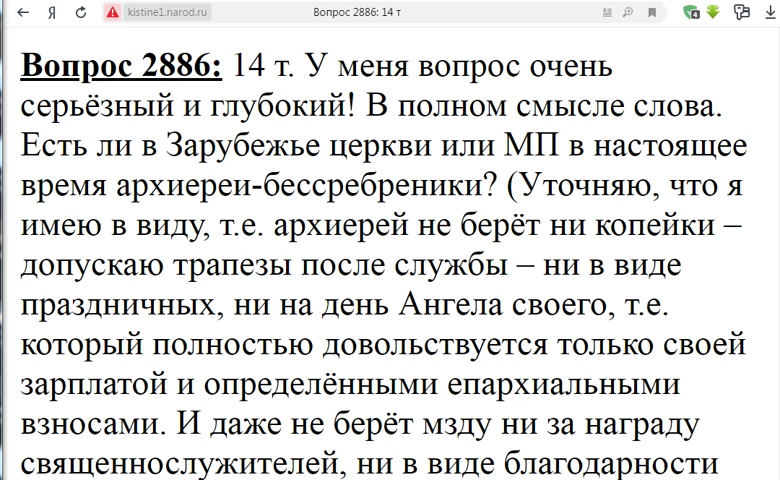 Я kistine1.narod.ru Вопрос 2886: 14 т 4
Вопрос 2886: 14 т. У меня вопрос очень
серьёзный и глубокий! В полном смысле слова.
Есть ли в Зарубежье церкви или МП в настоящее
время архиереи-бессребреники? (Уточняю, что я
имею в виду, т.е. архиерей не берёт ни копейки –
допускаю трапезы после службы – ни в виде
праздничных, ни на день Ангела своего, т.е.
который полностью довольствуется только своей
зарплатой и определёнными епархиальными
взносами. И даже не берёт мзду ни за награду
священнослужителей, ни в виде благодарности